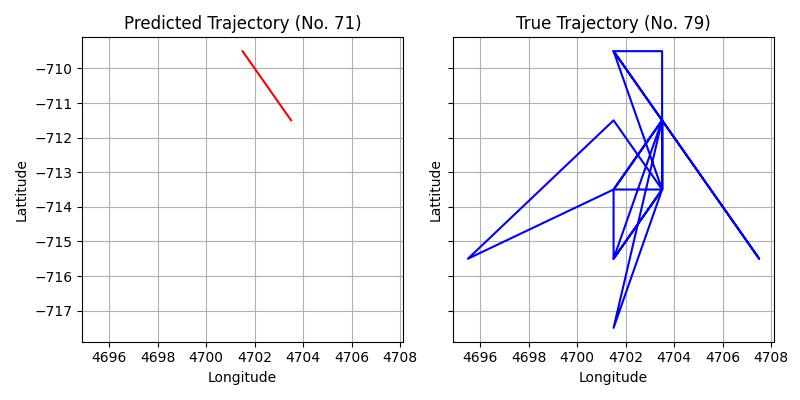 Predicted Trajectory (No. 71)
True Trajectory (No. 79)
−710
−711
−712
−713
−714
−715
−716
−717
Lattitude
Lattitude
4696 4698 4700 4702 4704 4706 4708
4696 4698 4700 4702 4704 4706 4708
Longitude
Longitude